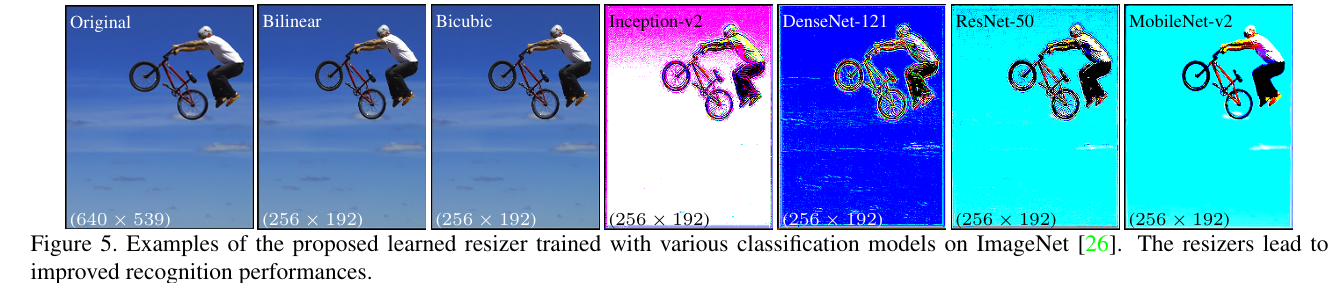 Original Bilinear Bicubic Inception-v2 DenseNet-121 ResNet-50 MobileNet-v2
(640 × 539) (256 × 192) (256 × 192) (256 × 192) (256 × 192) (256 × 192) (256 × 192)
Figure 5. Examples of the proposed learned resizer trained with various classification models on ImageNet [26]. The resizers lead to
improved recognition performances.